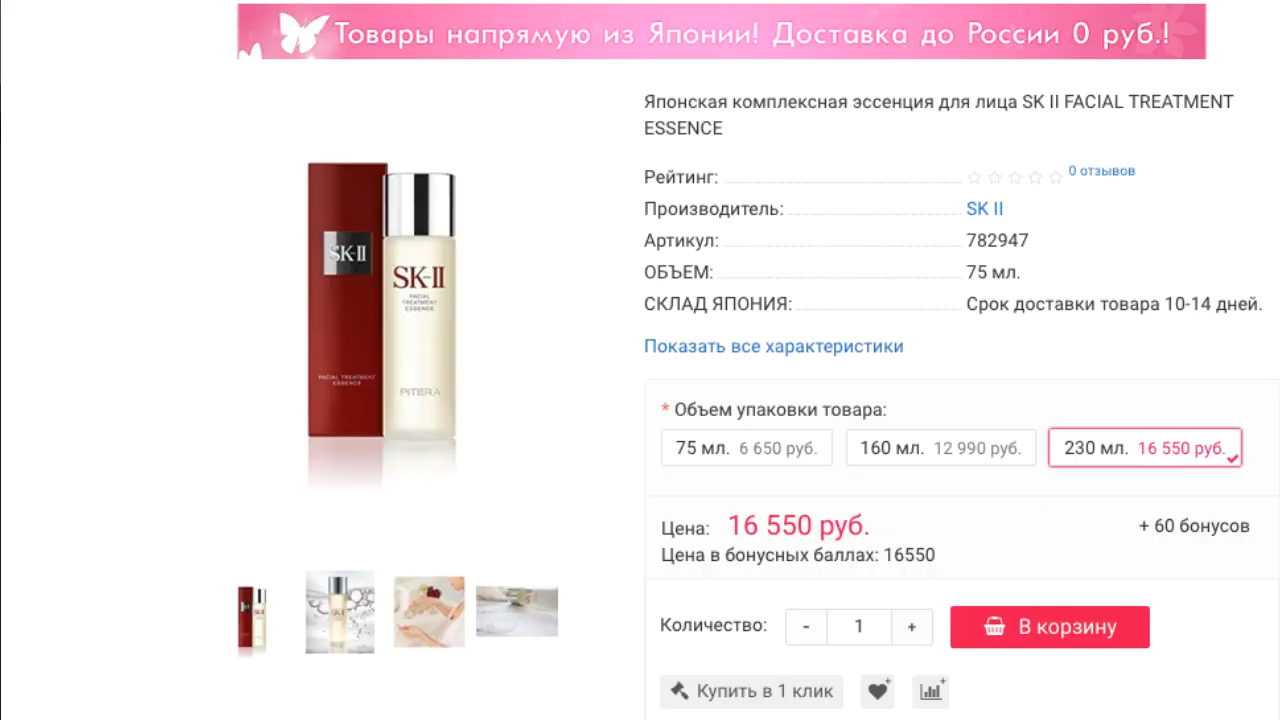 Товары напрямую из Японии! Доставка до России 0 руб.!
Японская комплексная эссенция для лица SK II FACIAL TREATMENT
ESSENCE
Рейтинг: 0 отзывов
Производитель: SK II
Артикул: 782947
ОБЪЕМ: 75 мл.
СКЛАД ЯПОНИЯ: Срок доставки товара 10-14 дней.
Показать все характеристики
SK-II
FACIAL TREATMENT
ESSENCE
SK-II
FACIAL
TREATMENT
ESSENCE
PITERA
* Объем упаковки товара:
75 мл. 6 650 руб. 160 мл. 12 990 руб. 230 мл. 16 550 руб.
Цена: 16 550 руб. + 60 бонусов
Цена в бонусных баллах: 16550
Количество: - 1 + В корзину
Купить в 1 клик